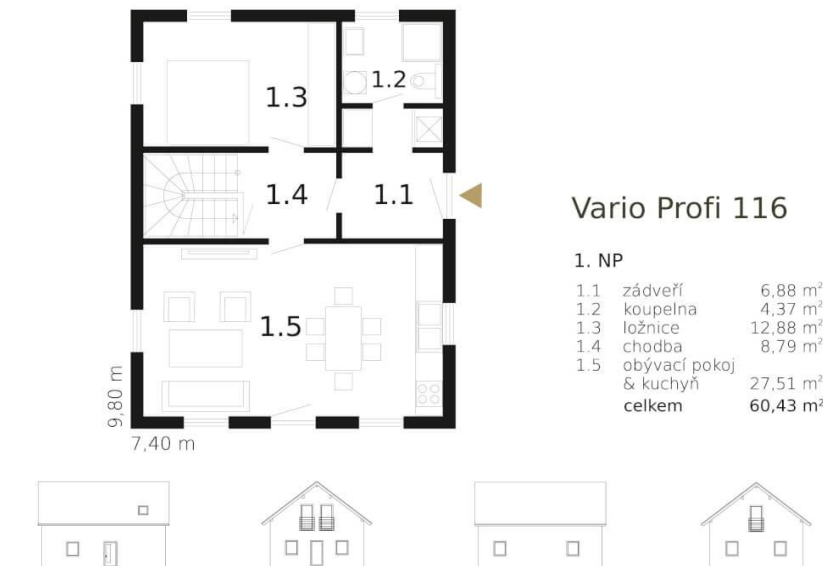 1.3
1.2
1.4
1.1
1.5
9,80 m
7,40 m
Vario Profi 116
1. NP
1.1 zádveří 6,88 m²
1.2 koupelna 4,37 m²
1.3 ložnice 12,88 m²
1.4 chodba 8,79 m²
1.5 obývací pokoj
& kuchyň 27,51 m²
celkem 60,43 m²